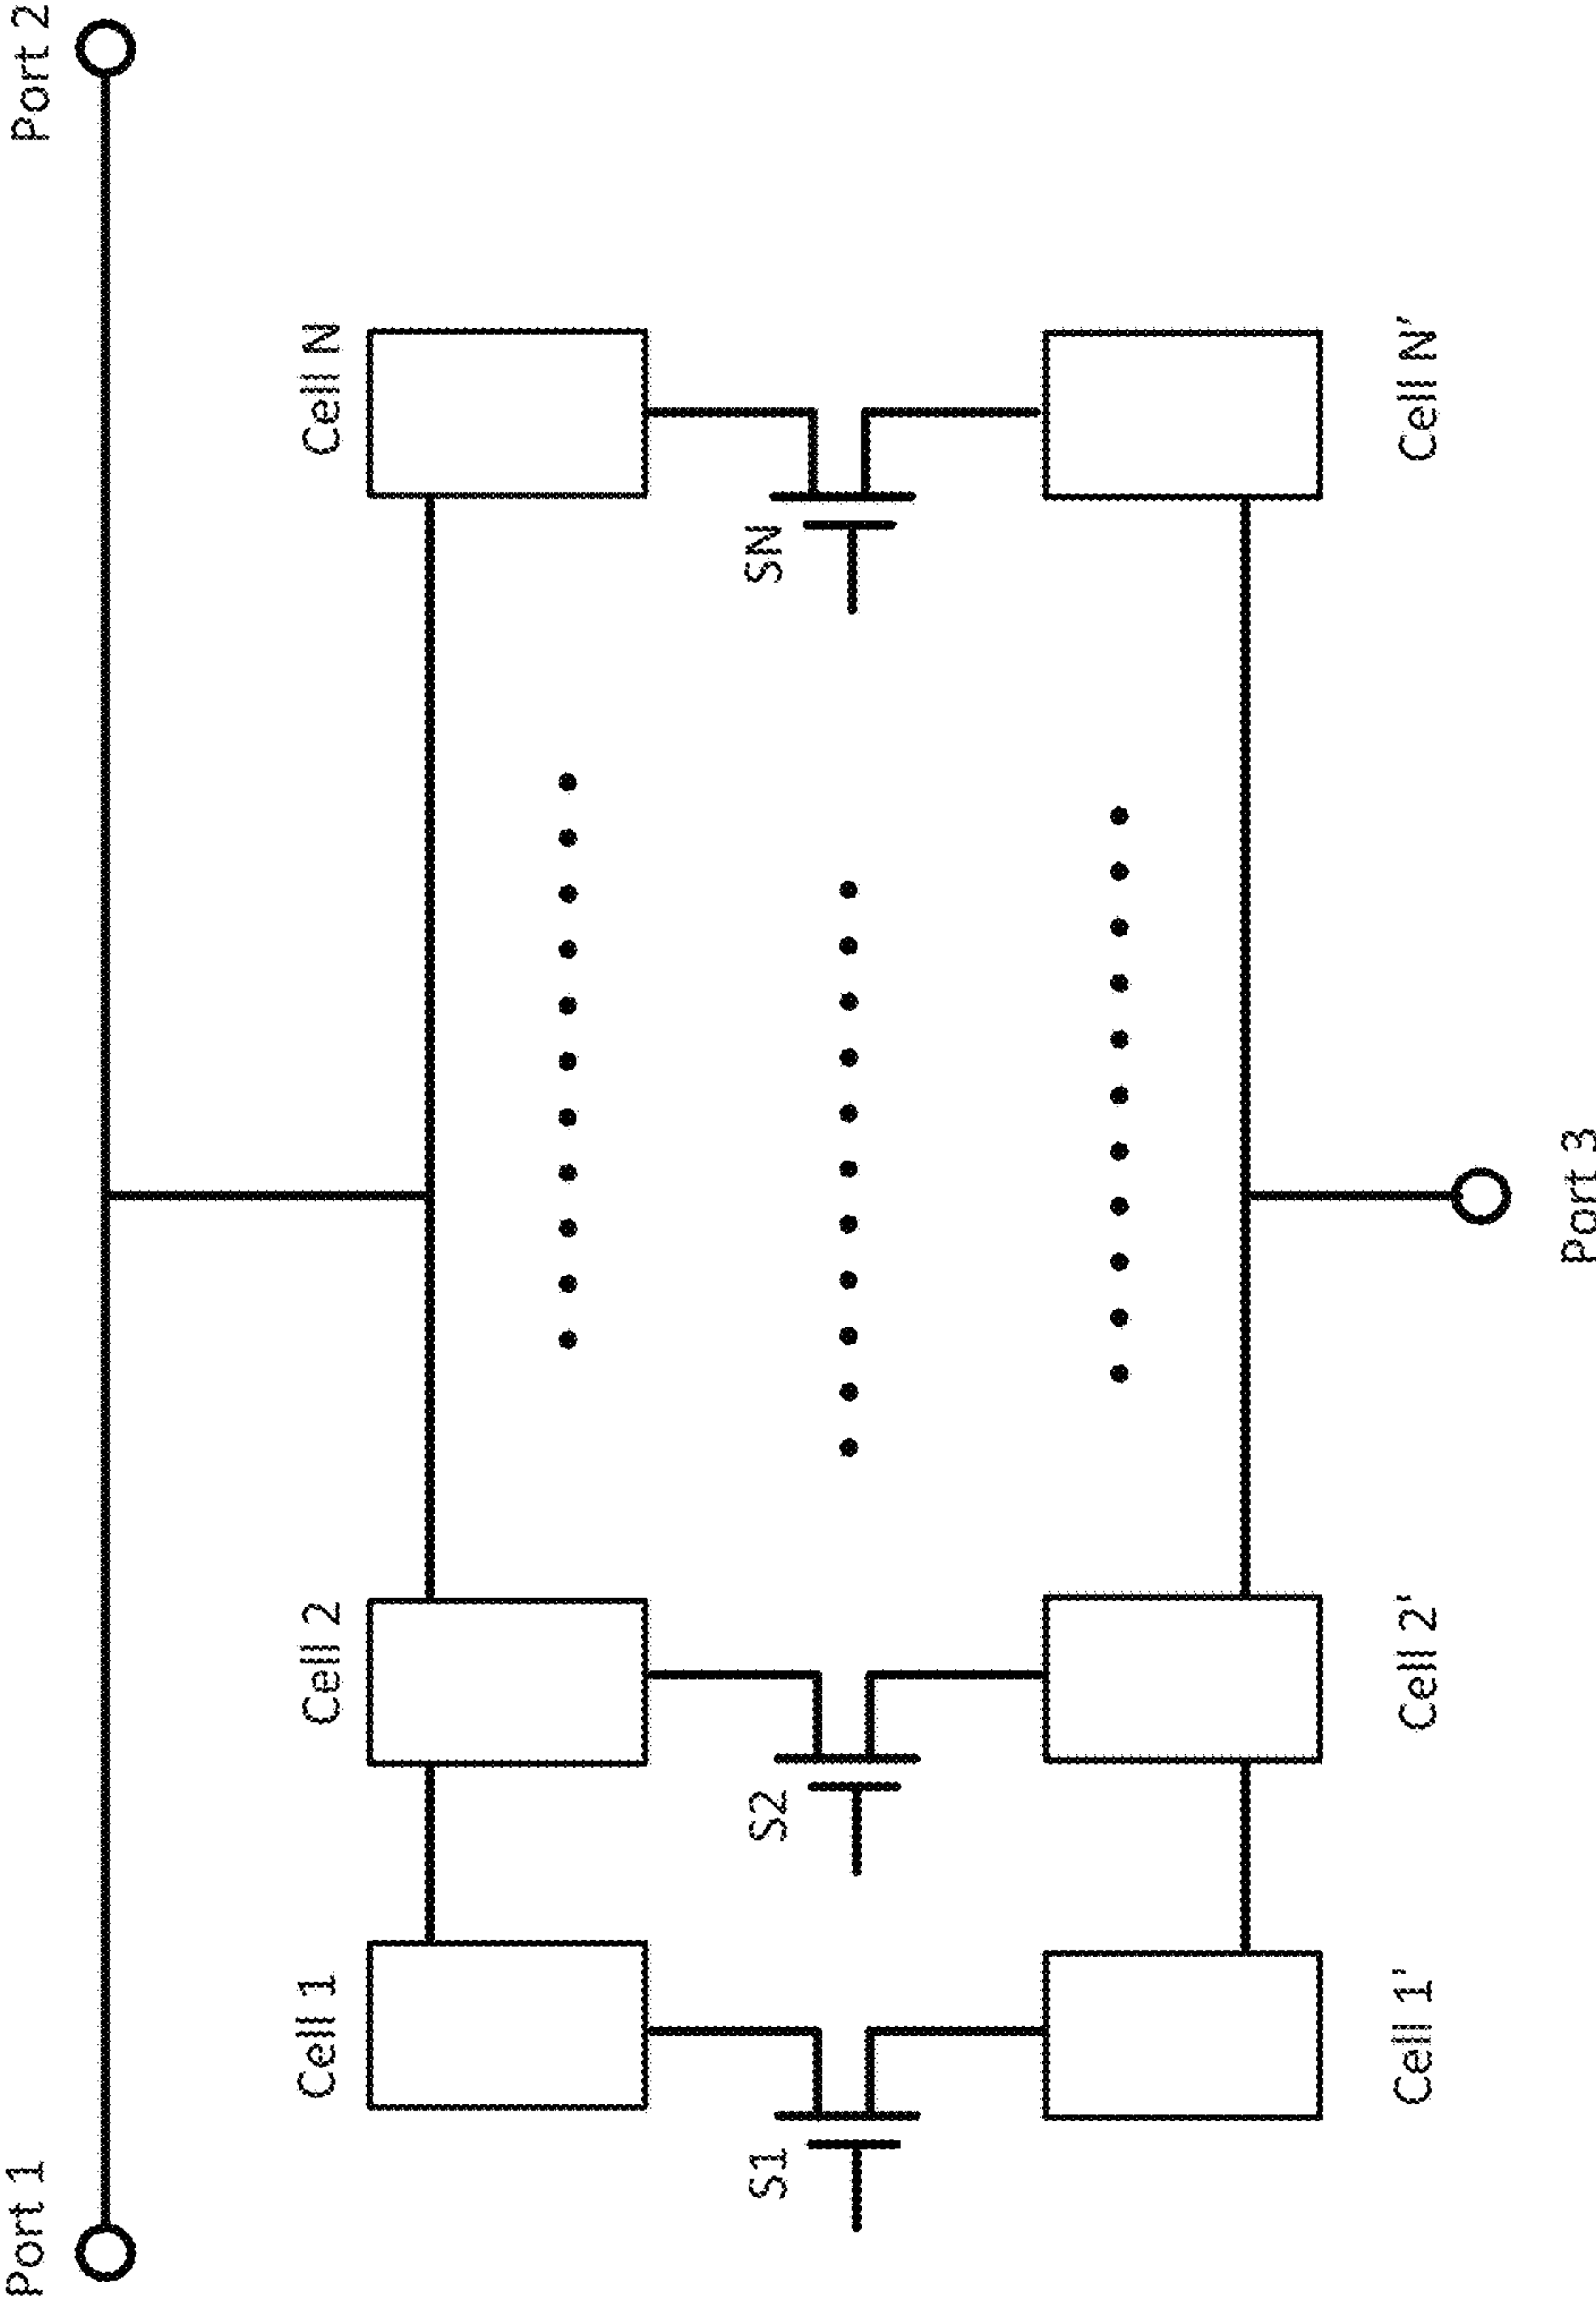 Port 1
Port 2
Cell 1
Cell 2
Cell N
S1
S2
SN
Cell 1'
Cell 2'
Cell N'
Port 3